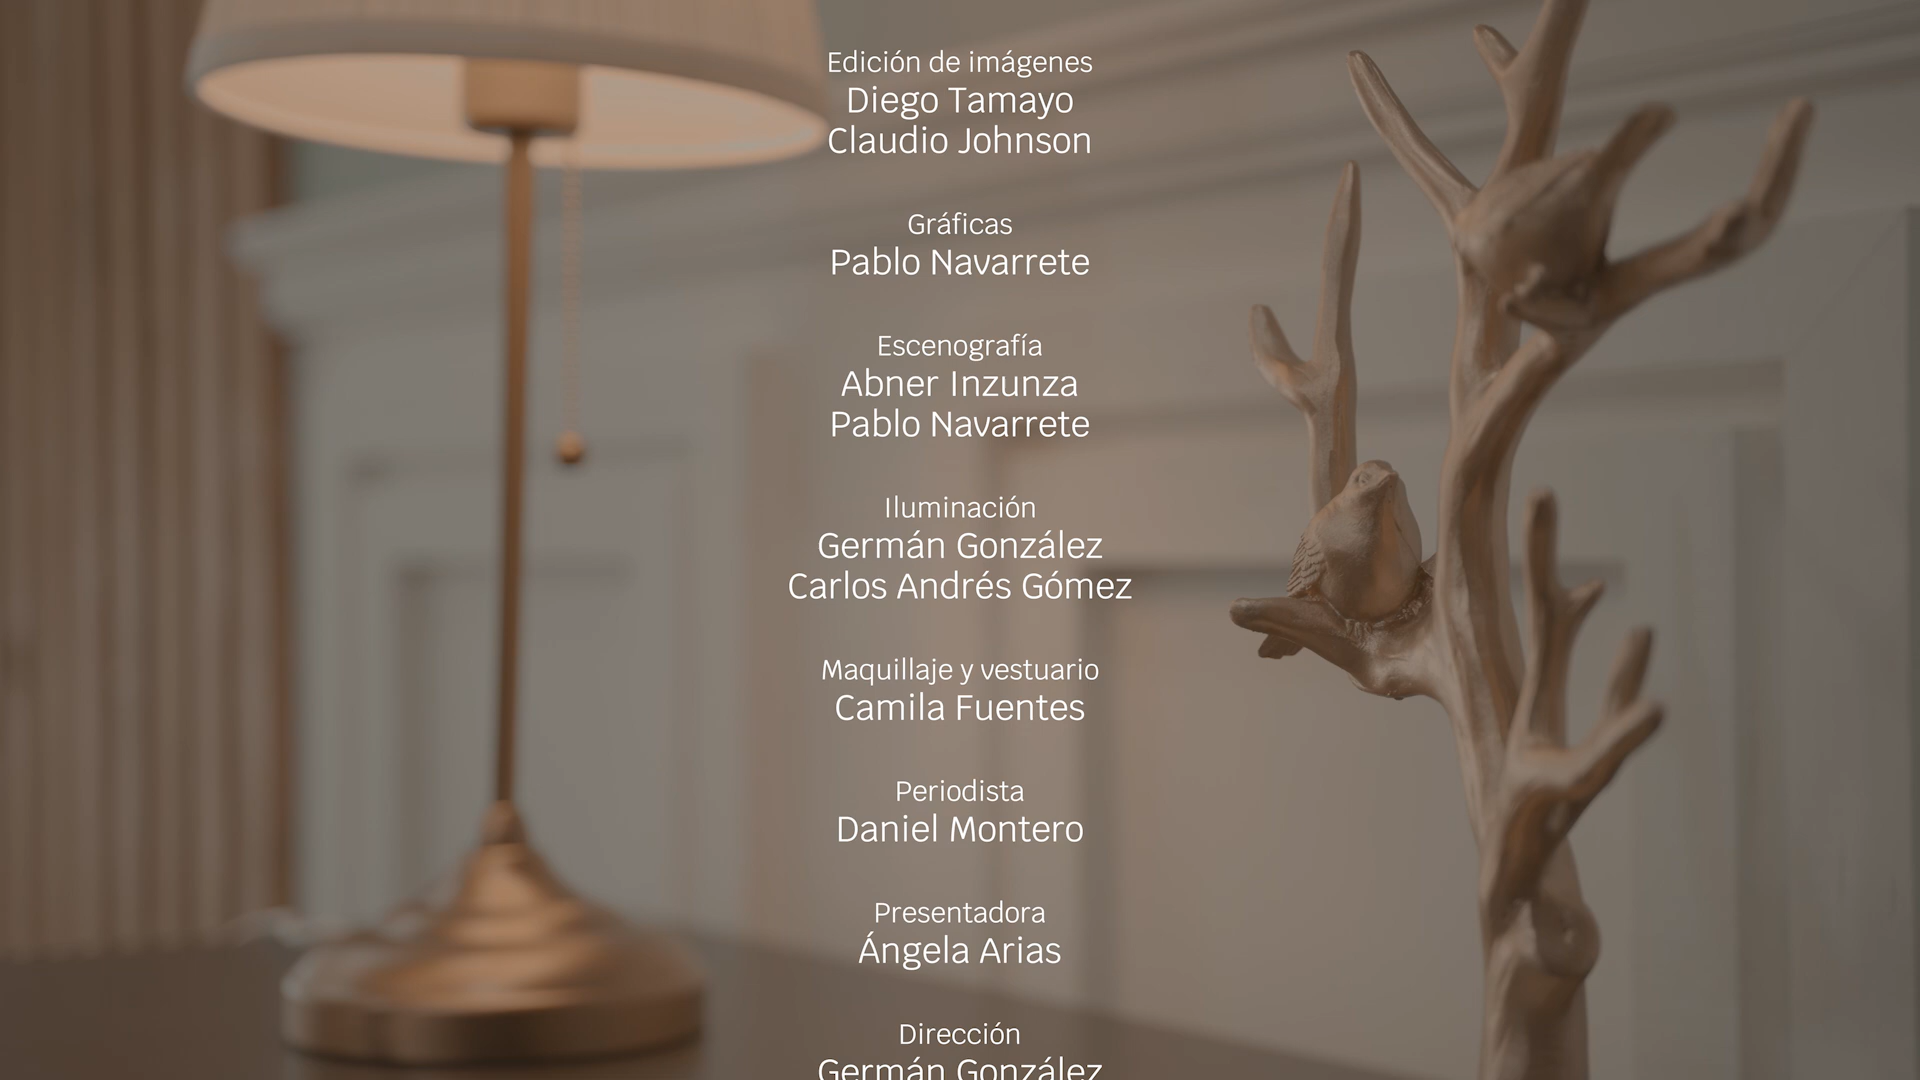 Edición de imágenes
Diego Tamayo
Claudio Johnson
Gráficas
Pablo Navarrete
Escenografía
Abner Inzunza
Pablo Navarrete
Iluminación
Germán González
Carlos Andrés Gómez
Maquillaje y vestuario
Camila Fuentes
Periodista
Daniel Montero
Presentadora
Ángela Arias
Dirección
Germán González